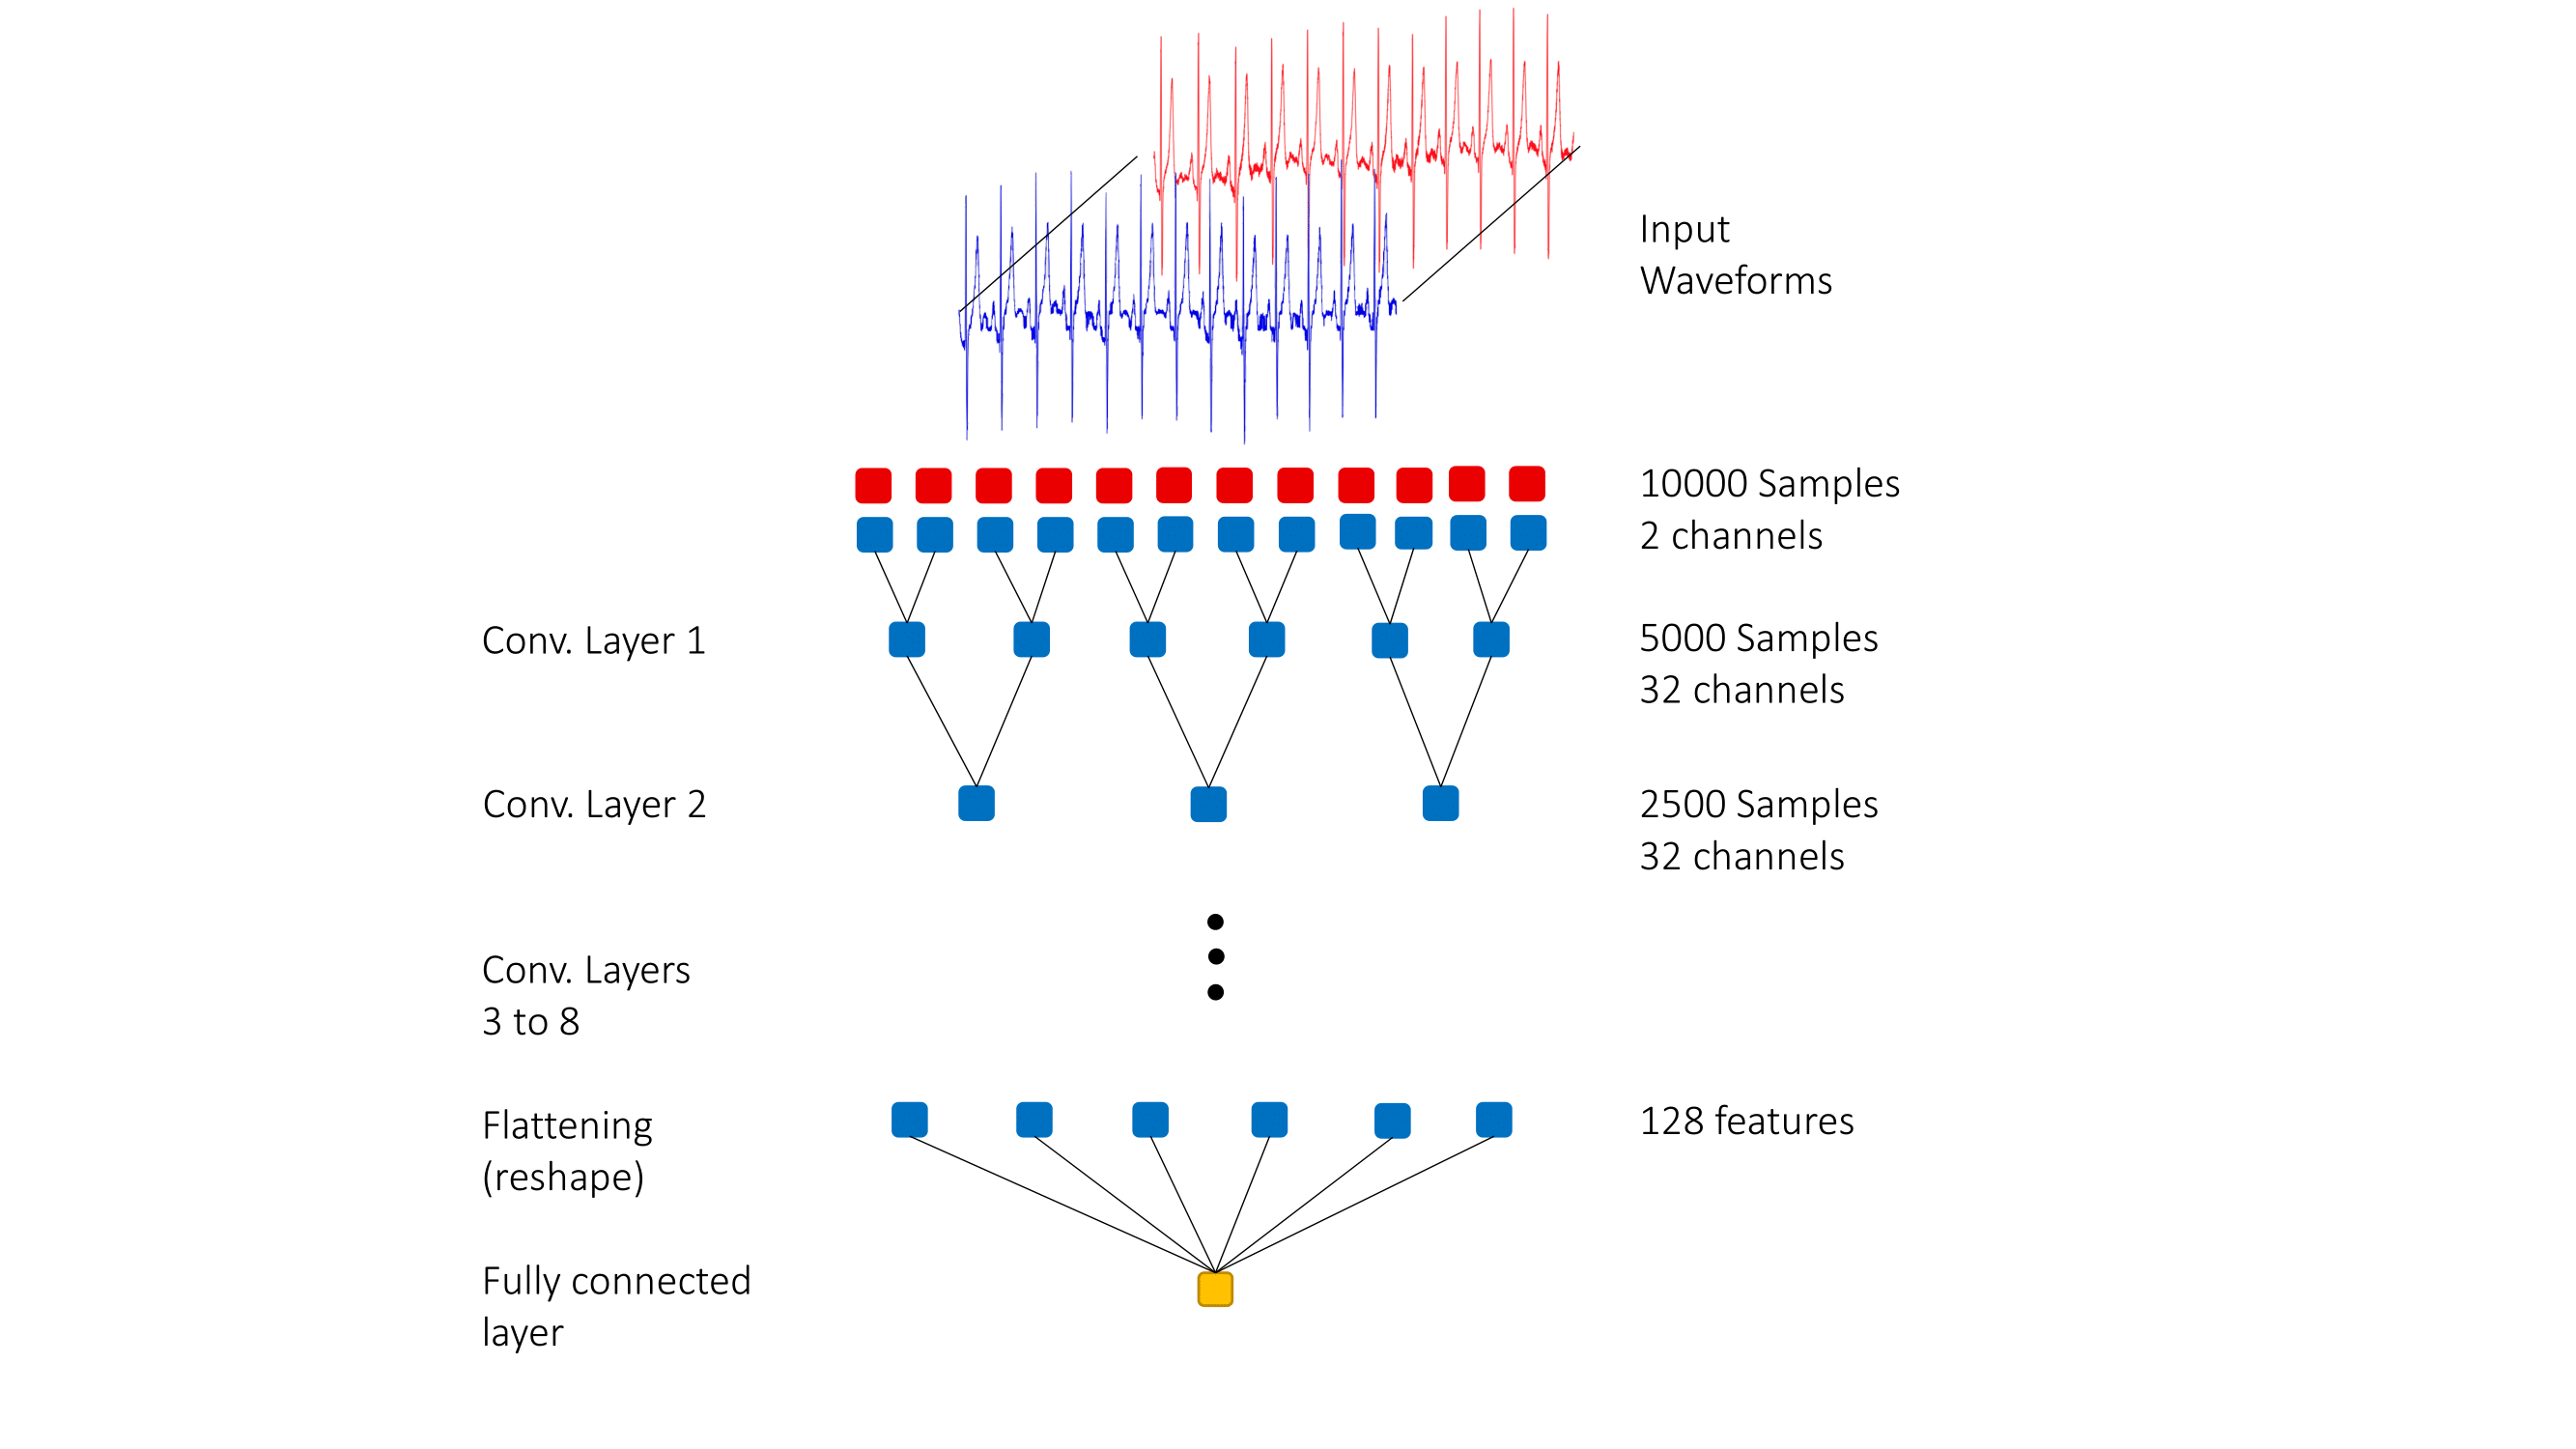 Input
Waveforms
10000 Samples
2 channels
Conv. Layer 1
5000 Samples
32 channels
Conv. Layer 2
2500 Samples
32 channels
Conv. Layers
3 to 8
Flattening
(reshape)
128 features
Fully connected
layer